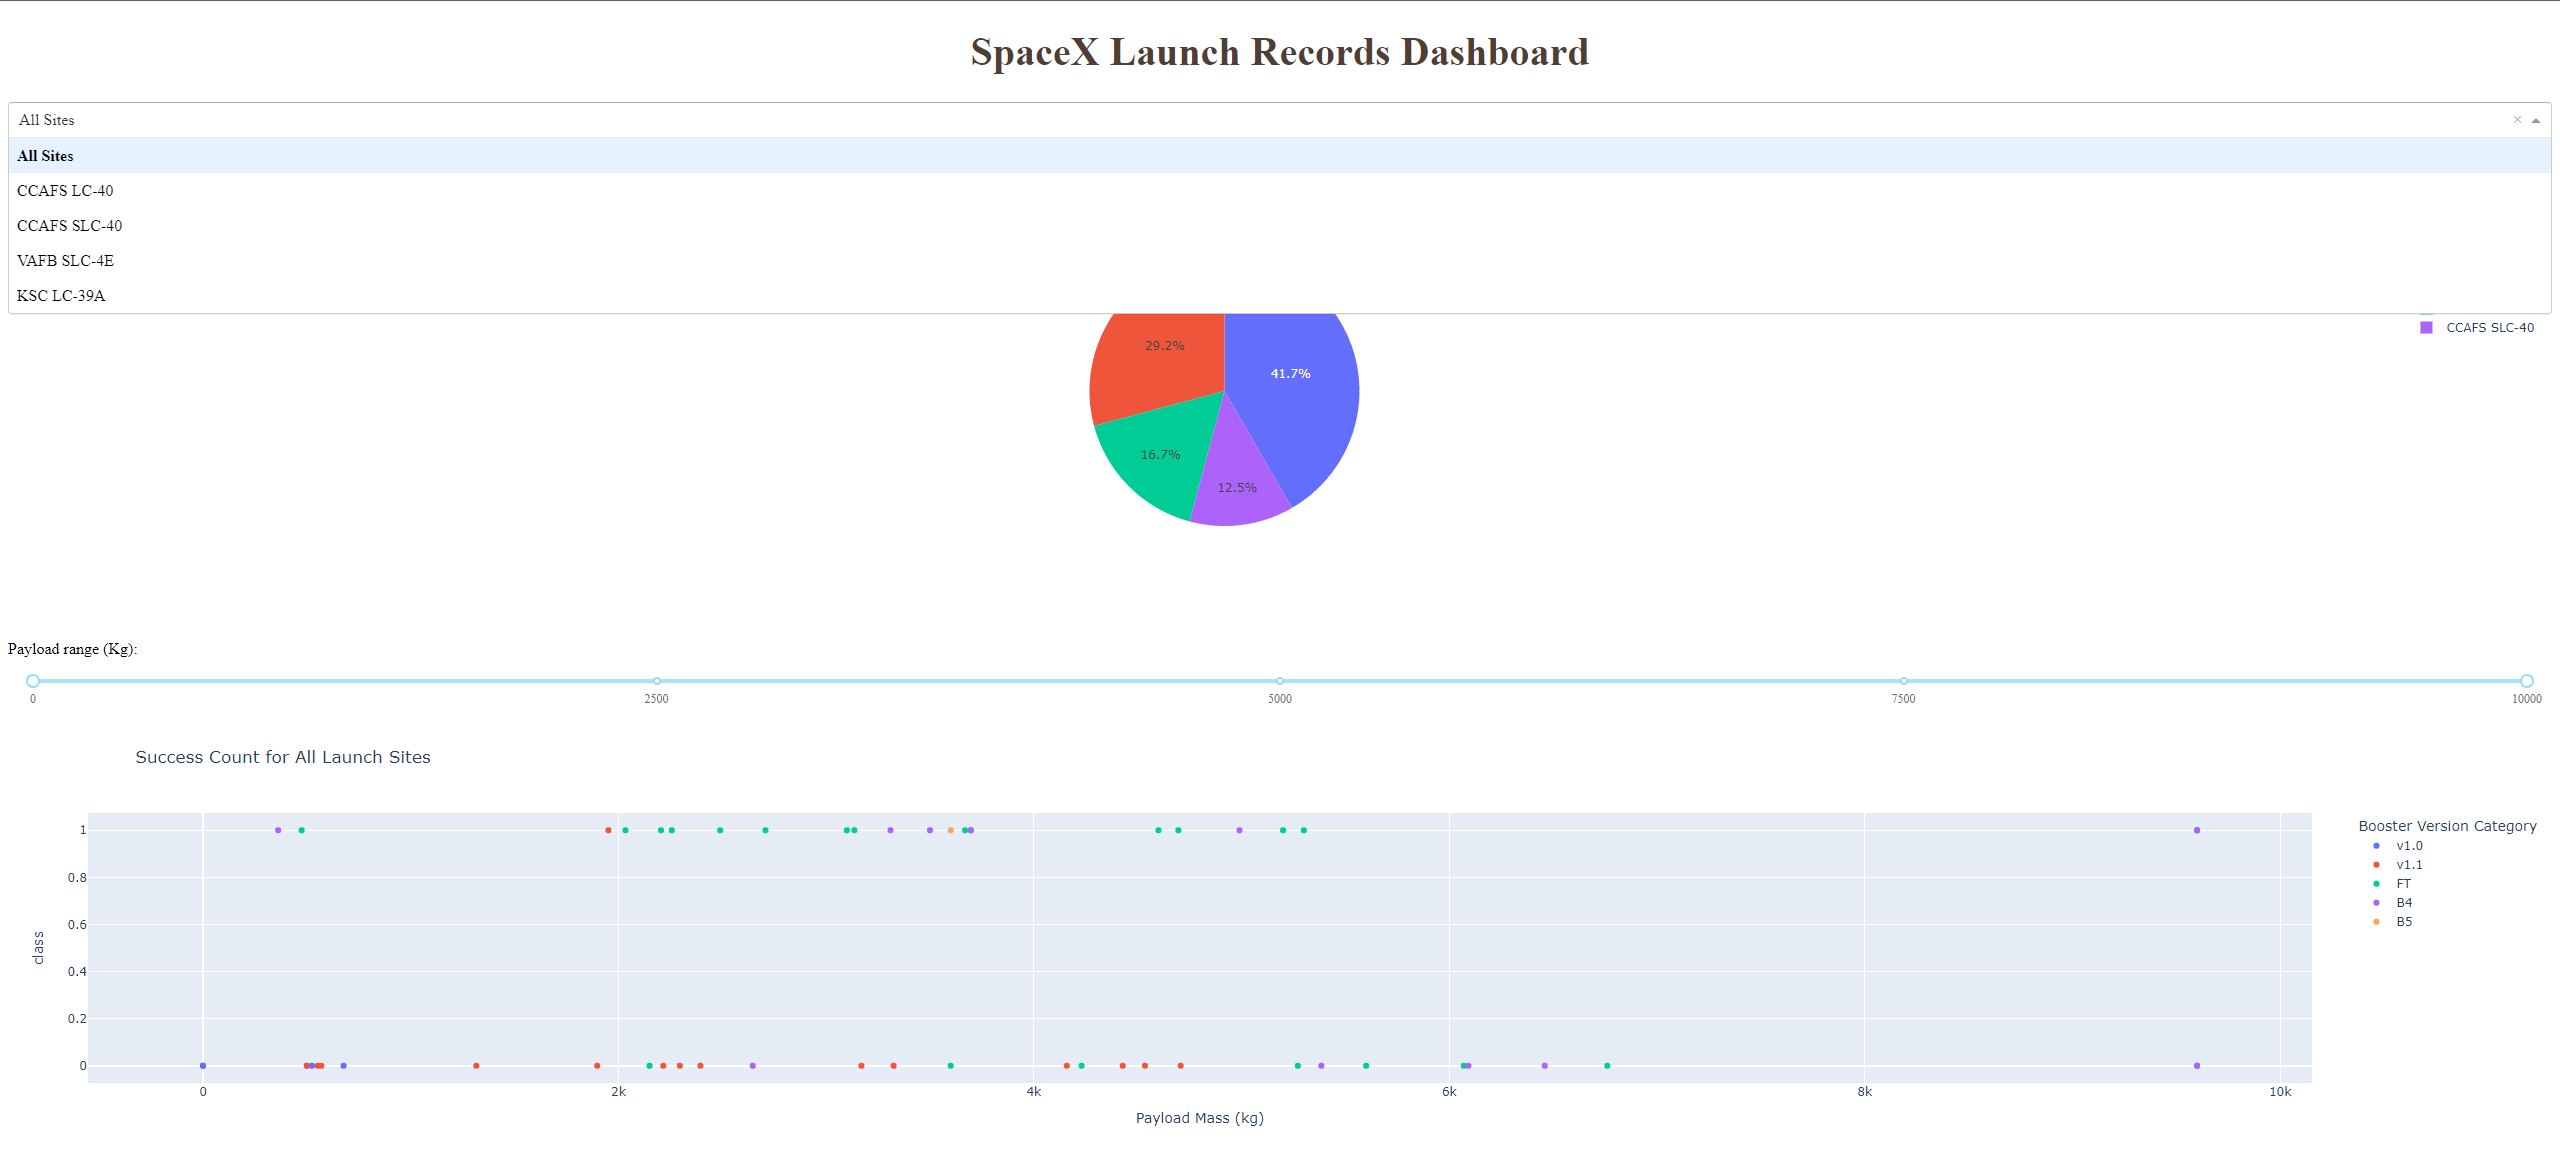 SpaceX Launch Records Dashboard
All Sites
All Sites
CCAFS LC-40
CCAFS SLC-40
VAFB SLC-4E
KSC LC-39A
CCAFS SLC-40
29.2%
41.7%
16.7%
12.5%
Payload range (Kg):
0 2500 5000 7500 10000
Success Count for All Launch Sites
1
0.8
0.6
0.4
0.2
0
class
0 2k 4k 6k 8k 10k
Payload Mass (kg)
Booster Version Category
v1.0
v1.1
FT
B4
B5